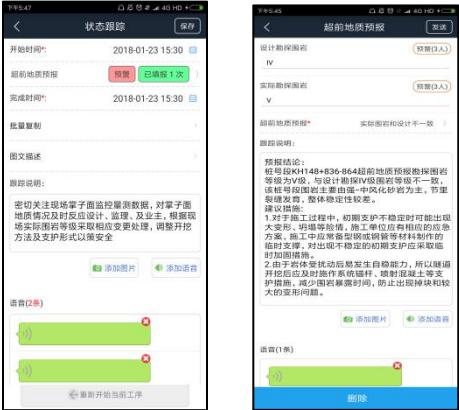 下午5:47
4G HD
状态跟踪
保存
开始时间*:
2018-01-23 15:30
超前地质预报
预警
已填报 1 次
完成时间*:
2018-01-23 15:30
批量复制
图文描述
跟踪说明:
密切关注现场掌子面监控量测数据，对掌子面
地质情况及时反应设计、监理、及业主，根据现
场实际围岩等级采取相应变更处理，调整开挖
方法及支护形式以策安全
添加图片
添加语音
语音(2条)
重新开始当前工序
下午5:45
4G HD
超前地质预报
发送
设计勘探围岩
预警(3人)
IV
实际勘探围岩
预警(3人)
V
超前地质预报*
实际围岩和设计不一致
跟踪说明:
预报结论：
桩号段KH148+836-864超前地质预报勘探围岩
等级为V级，与设计勘探IV级围岩等级不一致，
该桩号段围岩主要由强-中风化砂岩为主，节里
裂缝发育，整体稳定性较差。
建议措施：
1.对于施工过程中，初期支护不稳定时可能出现
大变形、坍塌等险情，施工单位应有相应的应急
方案，施工中应常备型钢或钢管等材料制作的
临时支撑，对出现不稳定的初期支护应采取临
时加固措施。
2.由于岩体受扰动后易发生自稳能力，所以隧道
开挖后应及时施作系统锚杆、喷射混凝土等支
护措施，减少围岩暴露时间，防止出现掉块和较
大的变形问题。
添加图片
添加语音
语音(1条)
删除